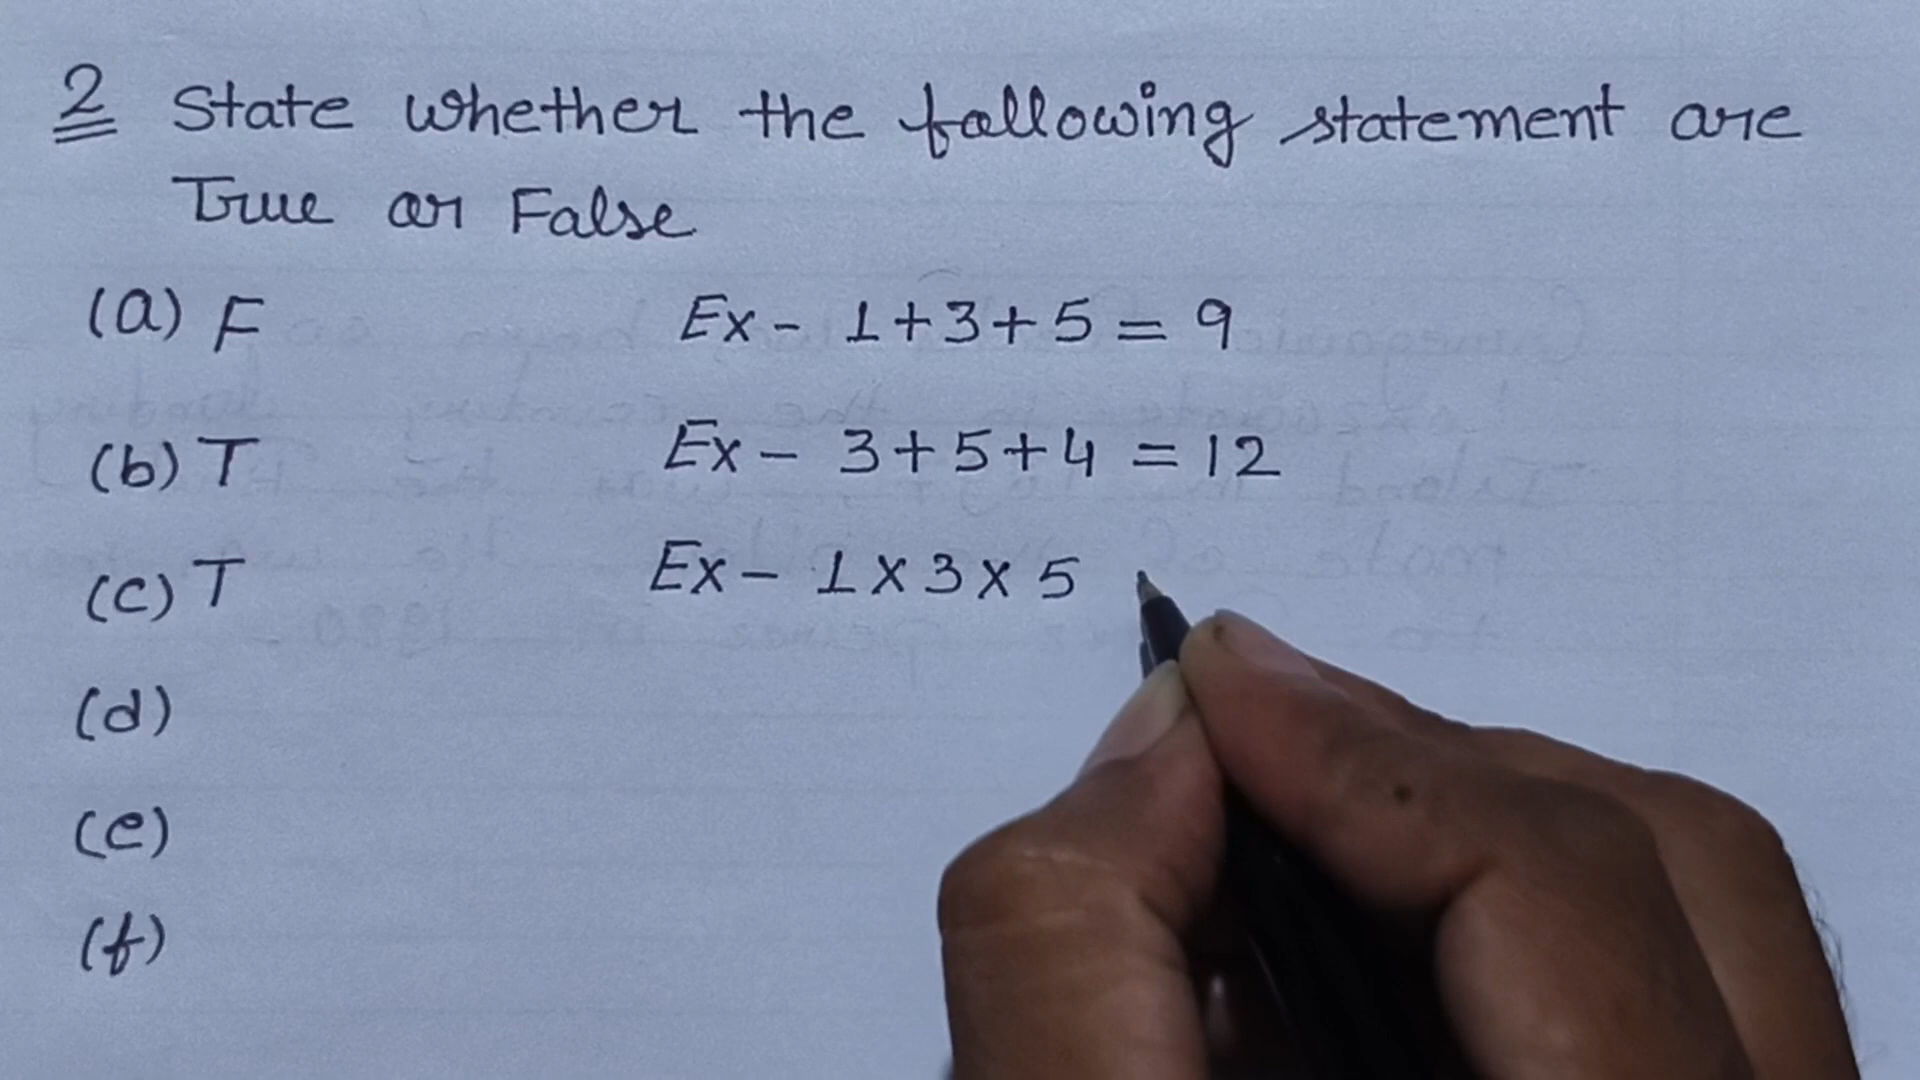 2 State whether the following statement are
True or False
(a) F Ex - 1+3+5 = 9
(b) T Ex - 3+5+4 = 12
(c) T Ex - 1 x 3 x 5
(d)
(e)
(f)